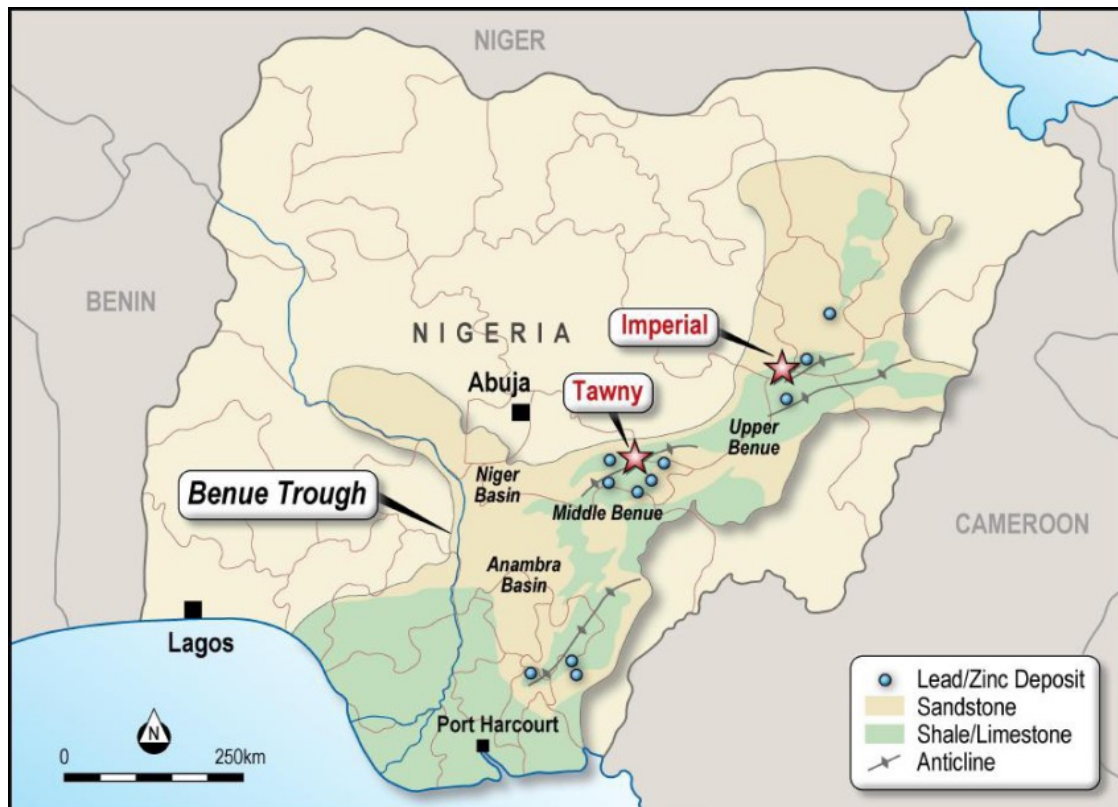 NIGER
BENIN
NIGERIA
Imperial
Abuja
Tawny
Upper
Benue
Niger
Basin
Benue Trough
Middle Benue
CAMEROON
Anambra
Basin
Lagos
Port Harcourt
N
0 250km
Lead/Zinc Deposit
Sandstone
Shale/Limestone
Anticline